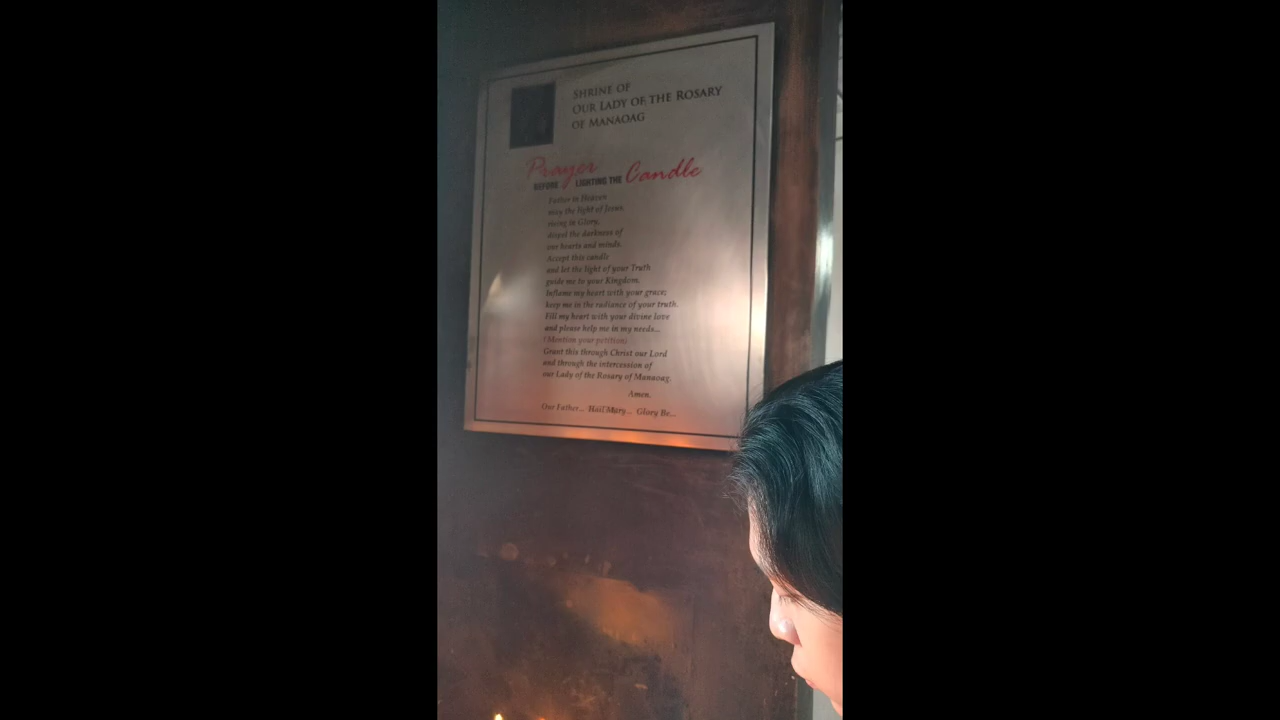 SHRINE OF
OUR LADY OF THE ROSARY
OF MANAOAG
Prayer
BEFORE LIGHTING THE Candle
Father in Heaven
may the light of Jesus,
rising in Glory,
dispel the darkness of
our hearts and minds.
Accept this candle
and let the light of your Truth
guide me to your Kingdom.
Inflame my heart with your grace;
keep me in the radiance of your truth.
Fill my heart with your divine love
and please help me in my needs...
(Mention your petition)
Grant this through Christ our Lord
and through the intercession of
our Lady of the Rosary of Manaoag.
Amen.
Our Father... Hail Mary... Glory Be...